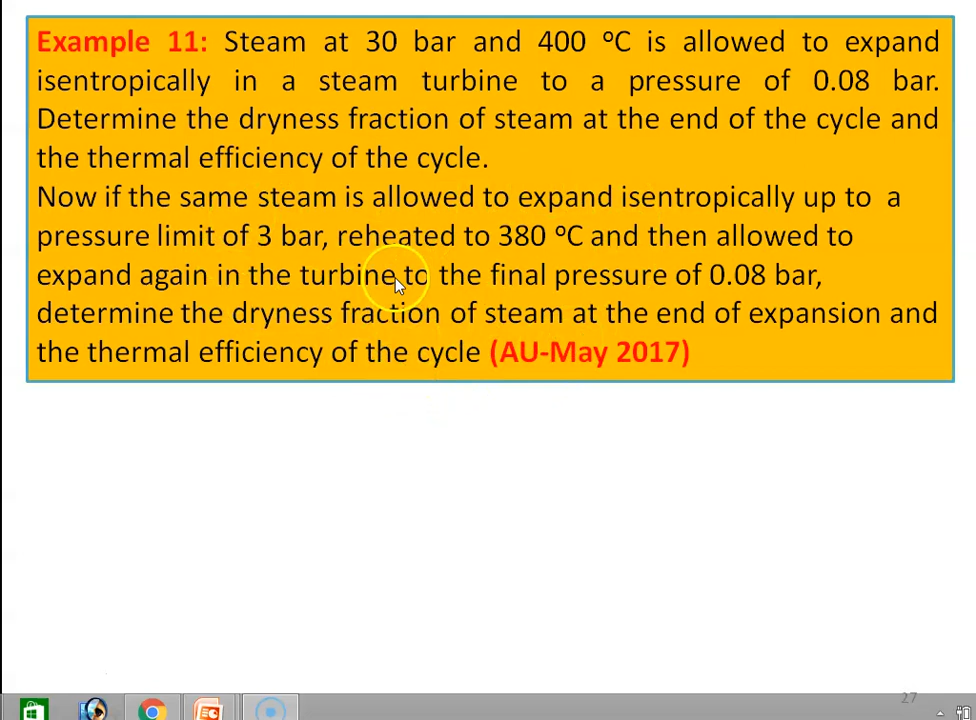 Example 11: Steam at 30 bar and 400 ᵒC is allowed to expand
isentropically in a steam turbine to a pressure of 0.08 bar.
Determine the dryness fraction of steam at the end of the cycle and
the thermal efficiency of the cycle.
Now if the same steam is allowed to expand isentropically up to a
pressure limit of 3 bar, reheated to 380 ᵒC and then allowed to
expand again in the turbine to the final pressure of 0.08 bar,
determine the dryness fraction of steam at the end of expansion and
the thermal efficiency of the cycle (AU-May 2017)
27